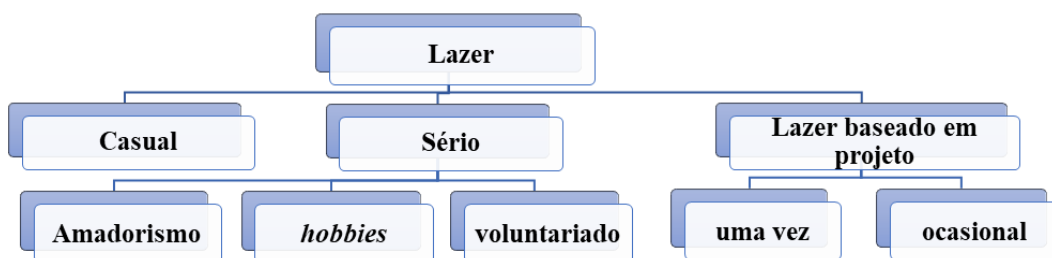 Lazer
Casual
Sério
Lazer baseado em
projeto
Amadorismo
hobbies
voluntariado
uma vez
ocasional